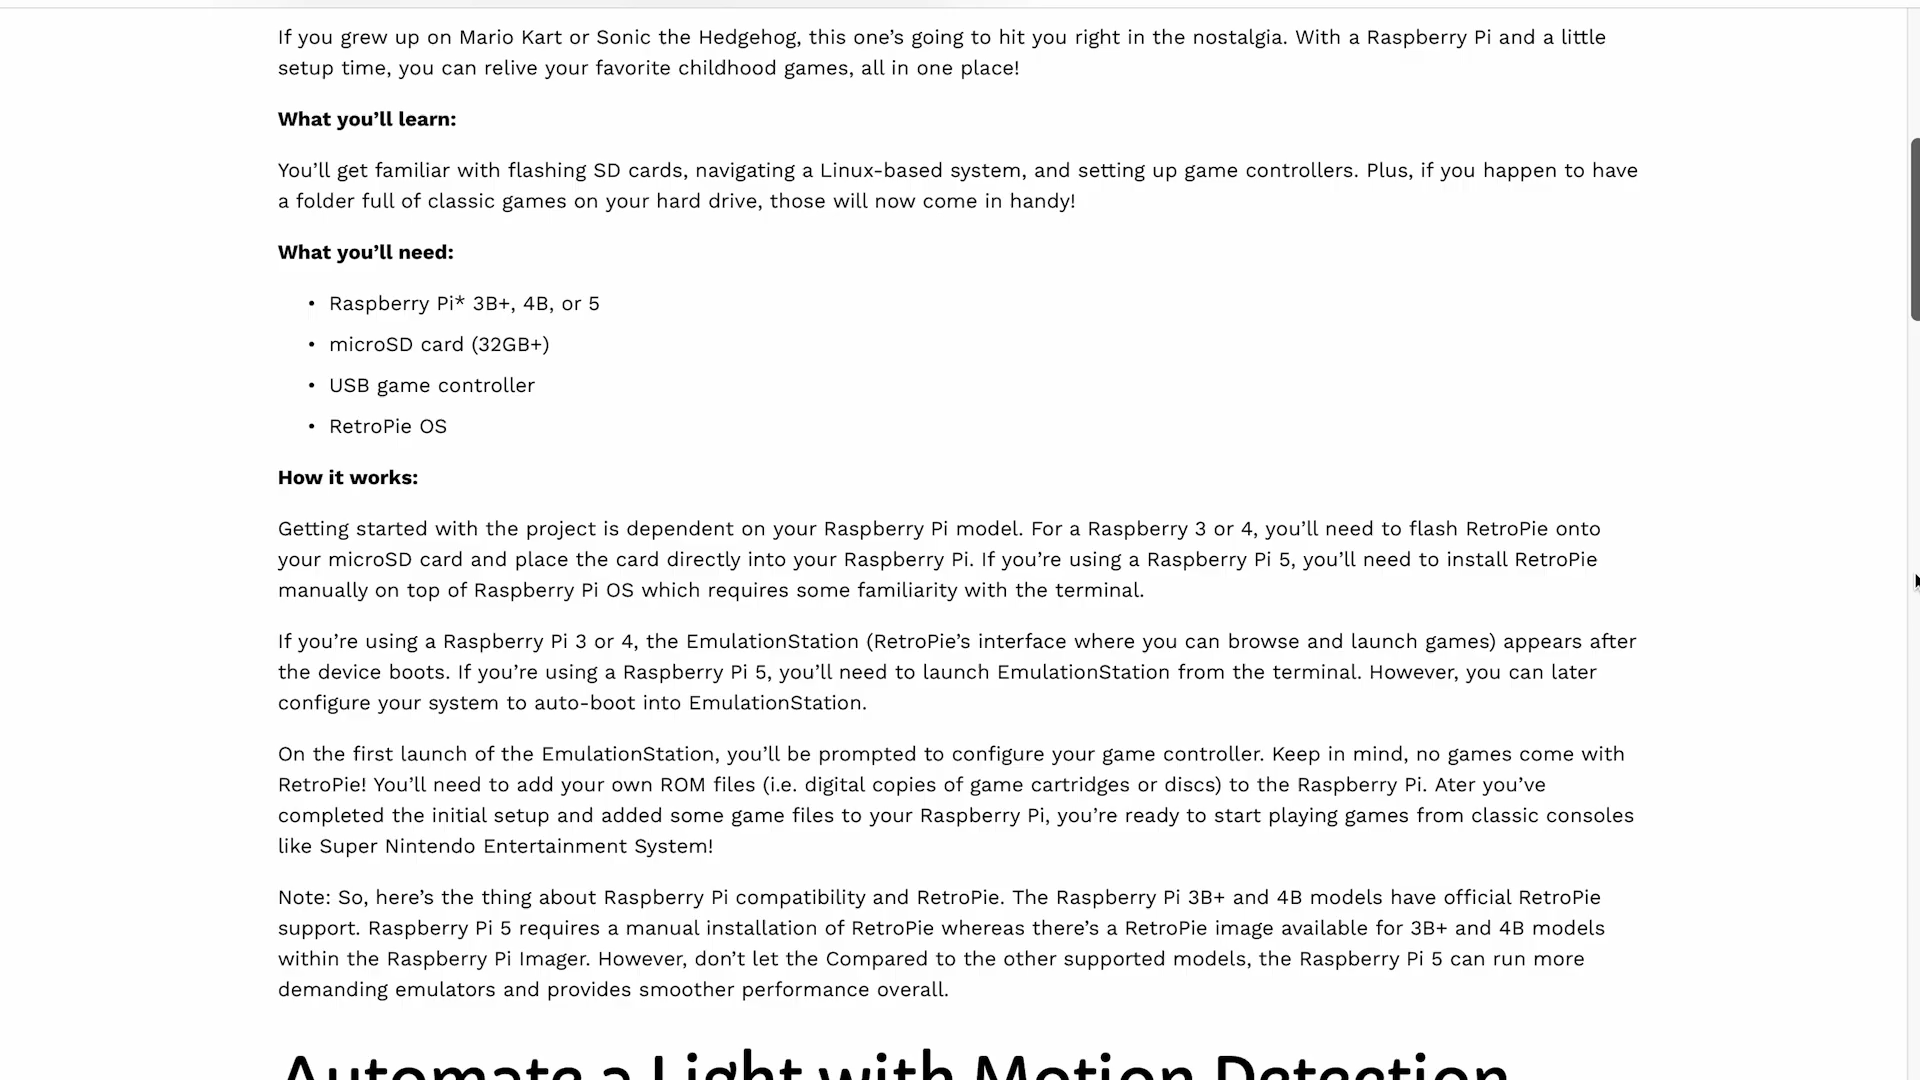 If you grew up on Mario Kart or Sonic the Hedgehog, this one’s going to hit you right in the nostalgia. With a Raspberry Pi and a little
setup time, you can relive your favorite childhood games, all in one place!
What you’ll learn:
You’ll get familiar with flashing SD cards, navigating a Linux-based system, and setting up game controllers. Plus, if you happen to have
a folder full of classic games on your hard drive, those will now come in handy!
What you’ll need:
• Raspberry Pi* 3B+, 4B, or 5
• microSD card (32GB+)
• USB game controller
• RetroPie OS
How it works:
Getting started with the project is dependent on your Raspberry Pi model. For a Raspberry 3 or 4, you’ll need to flash RetroPie onto
your microSD card and place the card directly into your Raspberry Pi. If you’re using a Raspberry Pi 5, you’ll need to install RetroPie
manually on top of Raspberry Pi OS which requires some familiarity with the terminal.
If you’re using a Raspberry Pi 3 or 4, the EmulationStation (RetroPie’s interface where you can browse and launch games) appears after
the device boots. If you’re using a Raspberry Pi 5, you’ll need to launch EmulationStation from the terminal. However, you can later
configure your system to auto-boot into EmulationStation.
On the first launch of the EmulationStation, you’ll be prompted to configure your game controller. Keep in mind, no games come with
RetroPie! You’ll need to add your own ROM files (i.e. digital copies of game cartridges or discs) to the Raspberry Pi. Ater you’ve
completed the initial setup and added some game files to your Raspberry Pi, you’re ready to start playing games from classic consoles
like Super Nintendo Entertainment System!
Note: So, here’s the thing about Raspberry Pi compatibility and RetroPie. The Raspberry Pi 3B+ and 4B models have official RetroPie
support. Raspberry Pi 5 requires a manual installation of RetroPie whereas there’s a RetroPie image available for 3B+ and 4B models
within the Raspberry Pi Imager. However, don’t let the Compared to the other supported models, the Raspberry Pi 5 can run more
demanding emulators and provides smoother performance overall.
Automate a Light with Motion Detection